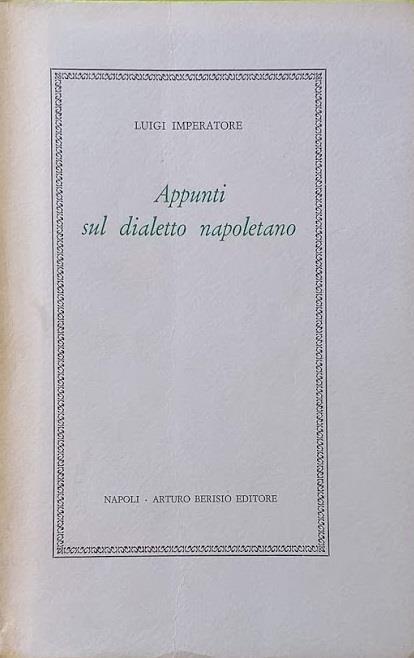 LUIGI IMPERATORE
Appunti
sul dialetto napoletano
NAPOLI - ARTURO BERISIO EDITORE